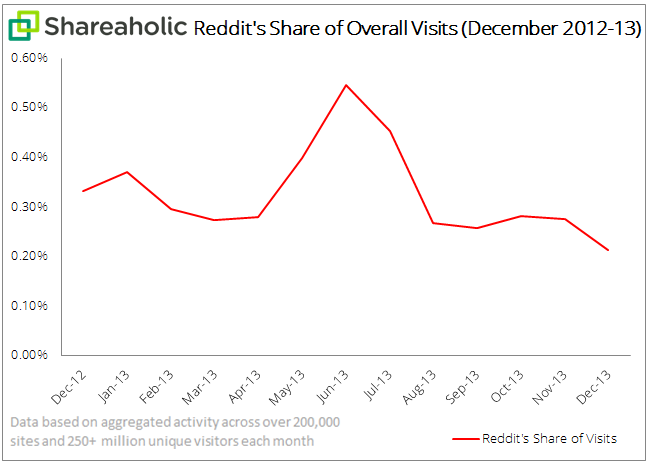 Shareaholic Reddit's Share of Overall Visits (December 2012-13)
0.60%
0.50%
0.40%
0.30%
0.20%
0.10%
0.00%
Dec-12
Jan-13
Feb-13
Mar-13
Apr-13
May-13
Jun-13
Jul-13
Aug-13
Sep-13
Oct-13
Nov-13
Dec-13
Data based on aggregated activity across over 200,000
sites and 250+ million unique visitors each month
Reddit's Share of Visits